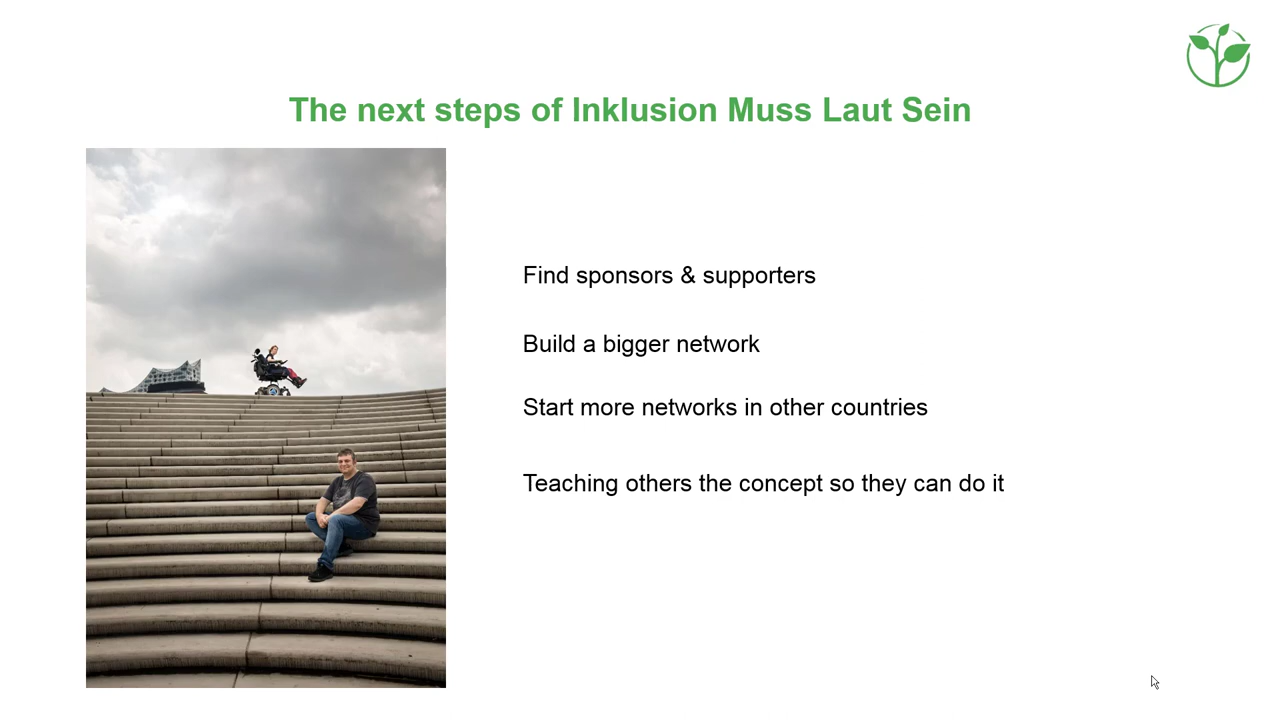 The next steps of Inklusion Muss Laut Sein
Find sponsors & supporters
Build a bigger network
Start more networks in other countries
Teaching others the concept so they can do it